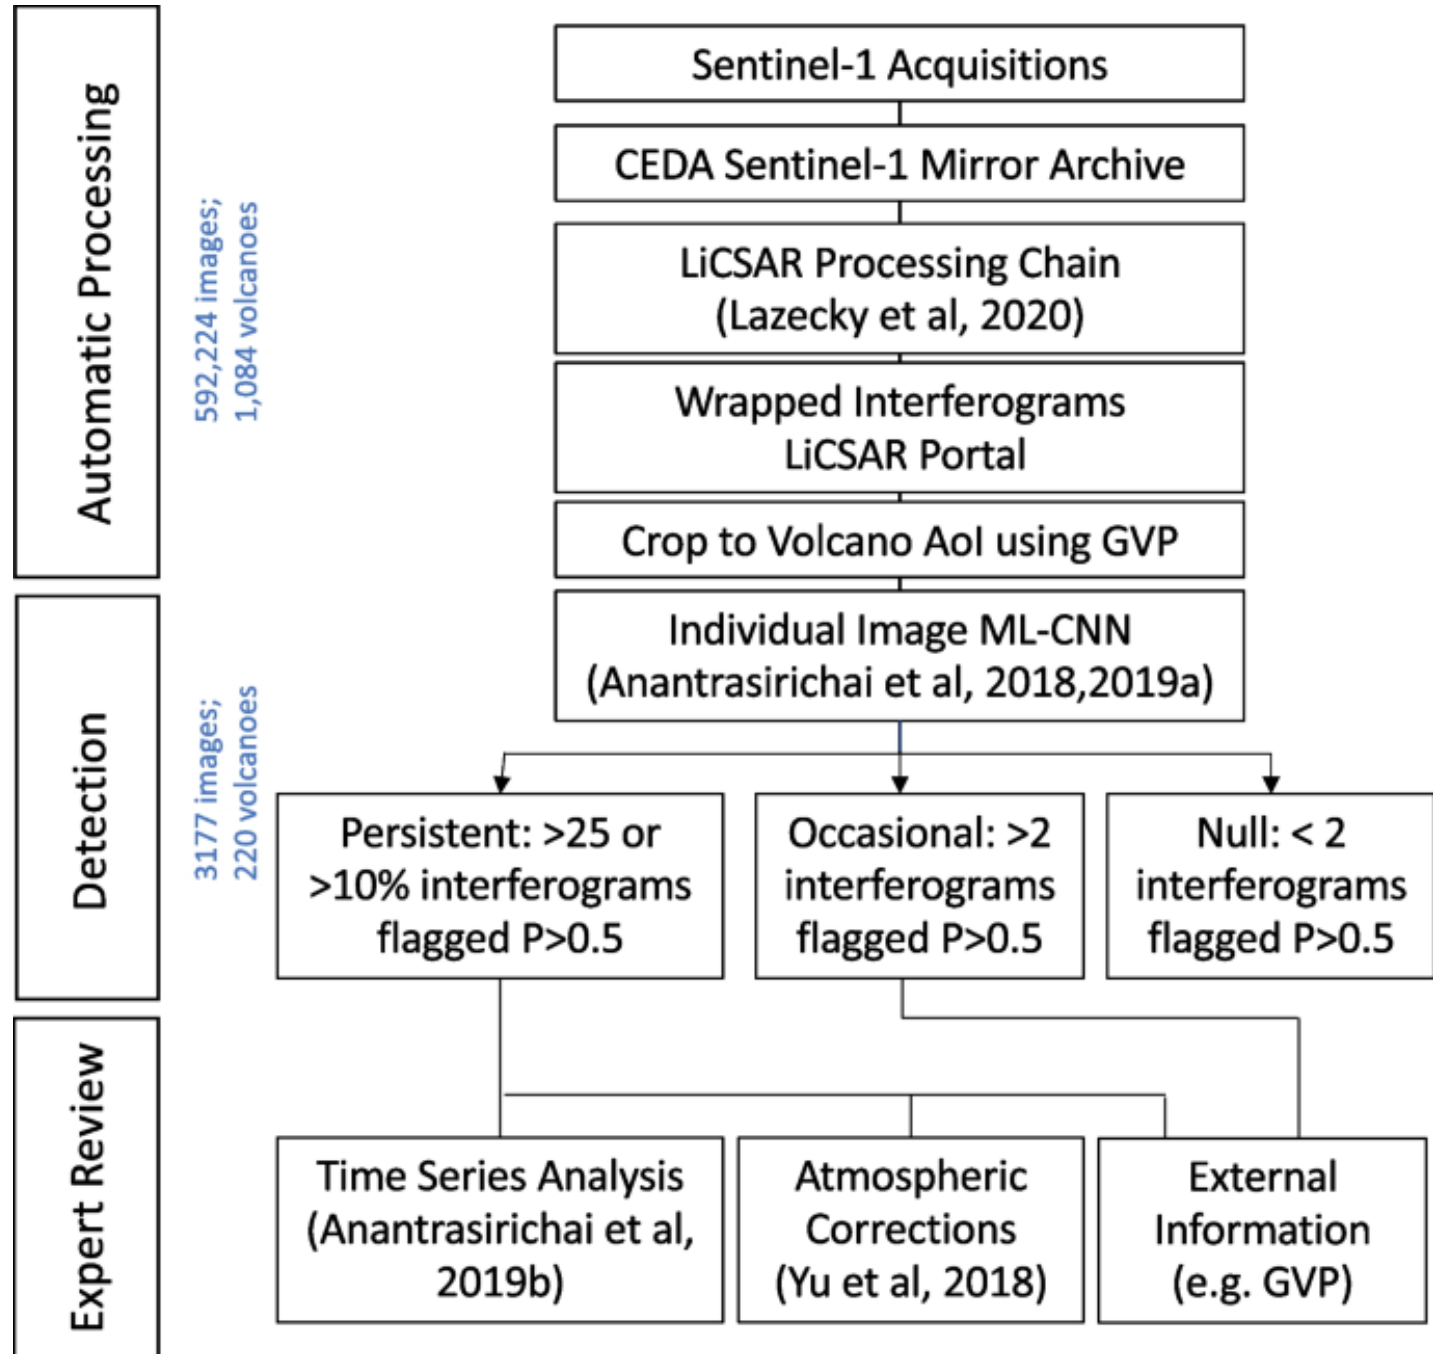 Automatic Processing
592,224 images;
1,084 volcanoes
Sentinel-1 Acquisitions
CEDA Sentinel-1 Mirror Archive
LiCSAR Processing Chain
(Lazecky et al, 2020)
Wrapped Interferograms
LiCSAR Portal
Crop to Volcano AoI using GVP
Detection
3177 images;
220 volcanoes
Individual Image ML-CNN
(Anantrasirichai et al, 2018,2019a)
Persistent: >25 or
>10% interferograms
flagged P>0.5
Occasional: >2
interferograms
flagged P>0.5
Null: < 2
interferograms
flagged P>0.5
Expert Review
Time Series Analysis
(Anantrasirichai et al,
2019b)
Atmospheric
Corrections
(Yu et al, 2018)
External
Information
(e.g. GVP)